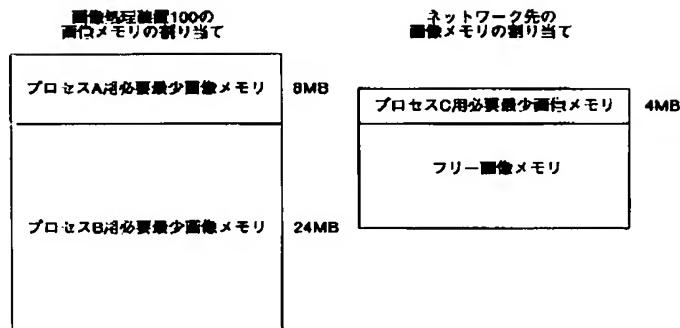 画像処理装置100の
画像メモリの割り当て
プロセスA用必要最少画像メモリ
8MB
プロセスB用必要最少画像メモリ
24MB
ネットワーク先の
画像メモリの割り当て
プロセスC用必要最少画像メモリ
4MB
フリー画像メモリ